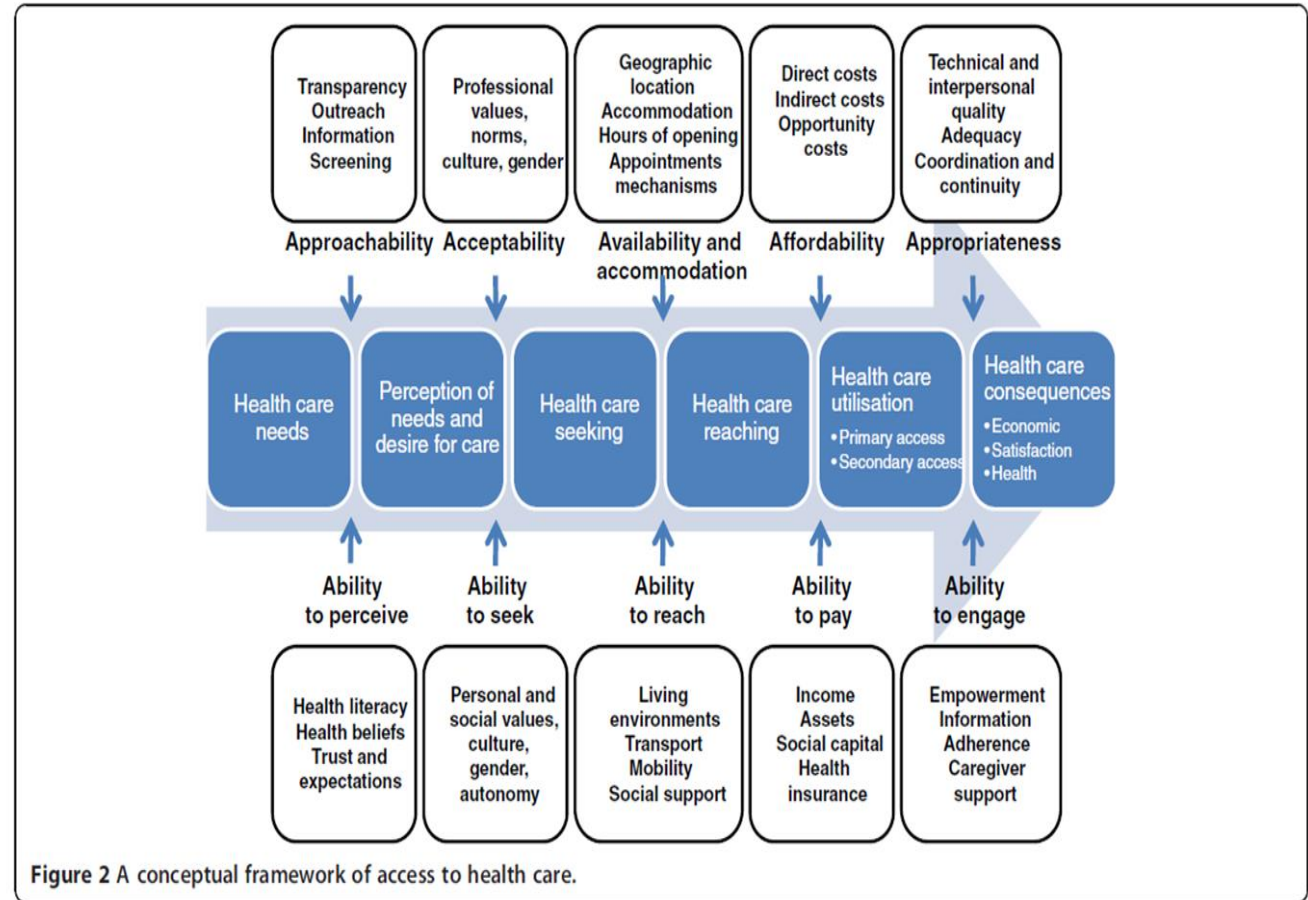 Transparency
Outreach
Information
Screening
Professional
values,
norms,
culture, gender
Geographic
location
Accommodation
Hours of opening
Appointments
mechanisms
Direct costs
Indirect costs
Opportunity
costs
Technical and
interpersonal
quality
Adequacy
Coordination and
continuity
Approachability
Acceptability
Availability and
accommodation
Affordability
Appropriateness
Health care
needs
Perception of
needs and
desire for care
Health care
seeking
Health care
reaching
Health care
utilisation
•Primary access
•Secondary access
Health care
consequences
•Economic
•Satisfaction
•Health
Ability
to perceive
Ability
to seek
Ability
to reach
Ability
to pay
Ability
to engage
Health literacy
Health beliefs
Trust and
expectations
Personal and
social values,
culture,
gender,
autonomy
Living
environments
Transport
Mobility
Social support
Income
Assets
Social capital
Health
insurance
Empowerment
Information
Adherence
Caregiver
support
Figure 2 A conceptual framework of access to health care.